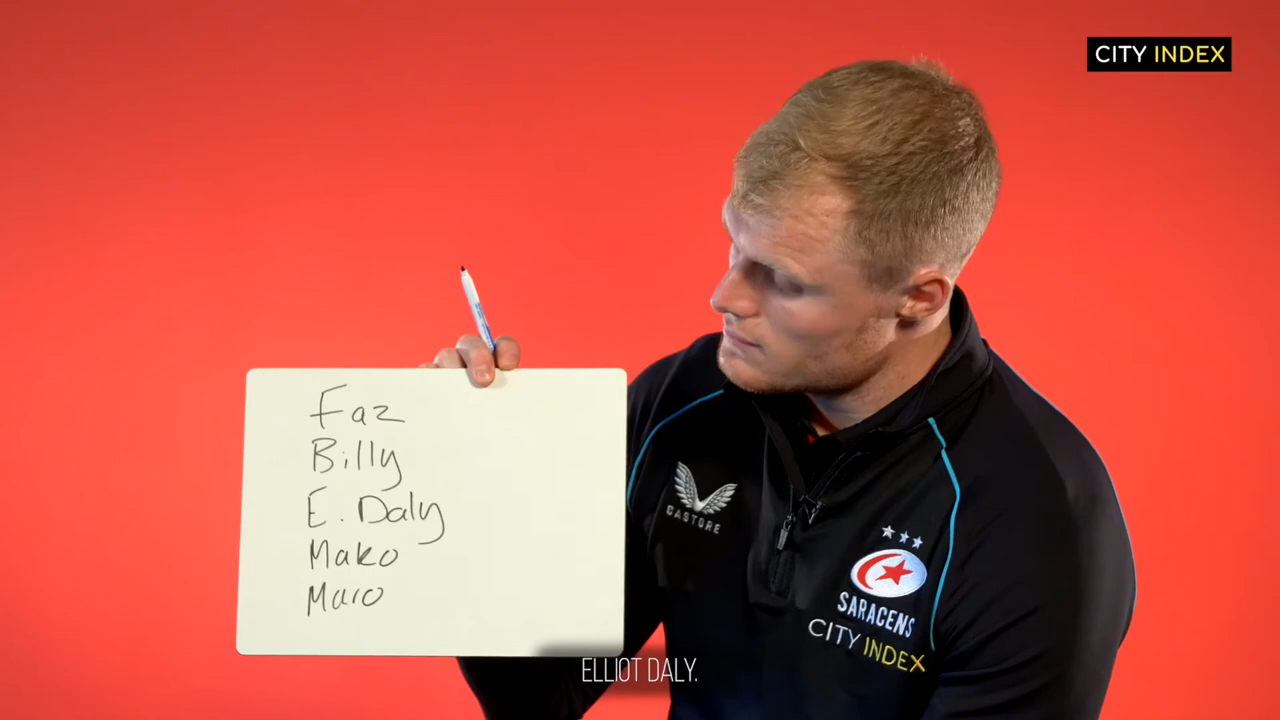 CITY INDEX
Faz
Billy
E. Daly
Mako
Maro
CASTORE
SARACENS
CITY INDEX
ELLIOT DALY.